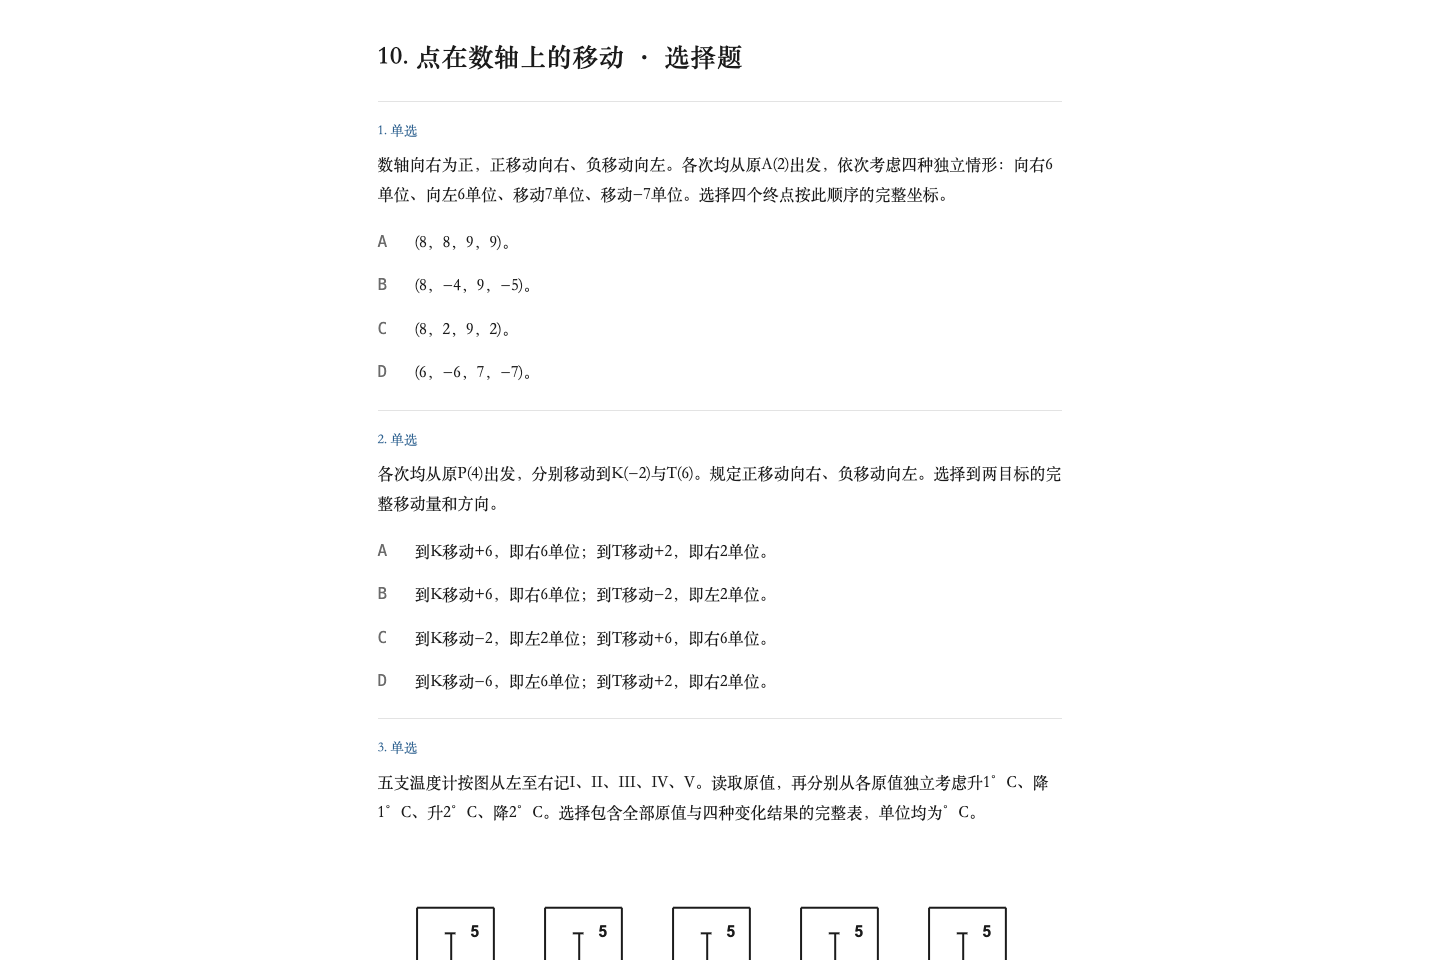 10. 点在数轴上的移动 · 选择题
1. 单选
数轴向右为正，正移动向右、负移动向左。各次均从原A(2)出发，依次考虑四种独立情形：向右6
单位、向左6单位、移动7单位、移动−7单位。选择四个终点按此顺序的完整坐标。
A (8，8，9，9)。
B (8，−4，9，−5)。
C (8，2，9，2)。
D (6，−6，7，−7)。
2. 单选
各次均从原P(4)出发，分别移动到K(−2)与T(6)。规定正移动向右、负移动向左。选择到两目标的完
整移动量和方向。
A 到K移动+6，即右6单位；到T移动+2，即右2单位。
B 到K移动+6，即右6单位；到T移动−2，即左2单位。
C 到K移动−2，即左2单位；到T移动+6，即右6单位。
D 到K移动−6，即左6单位；到T移动+2，即右2单位。
3. 单选
五支温度计按图从左至右记I、II、III、IV、V。读取原值，再分别从各原值独立考虑升1°C、降
1°C、升2°C、降2°C。选择包含全部原值与四种变化结果的完整表，单位均为°C。
5 5 5 5 5